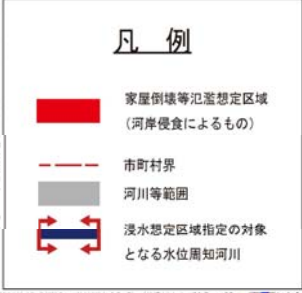 凡 例
家屋倒壊等氾濫想定区域
(河岸侵食によるもの)
市町村界
河川等範囲
浸水想定区域指定の対象
となる水位周知河川